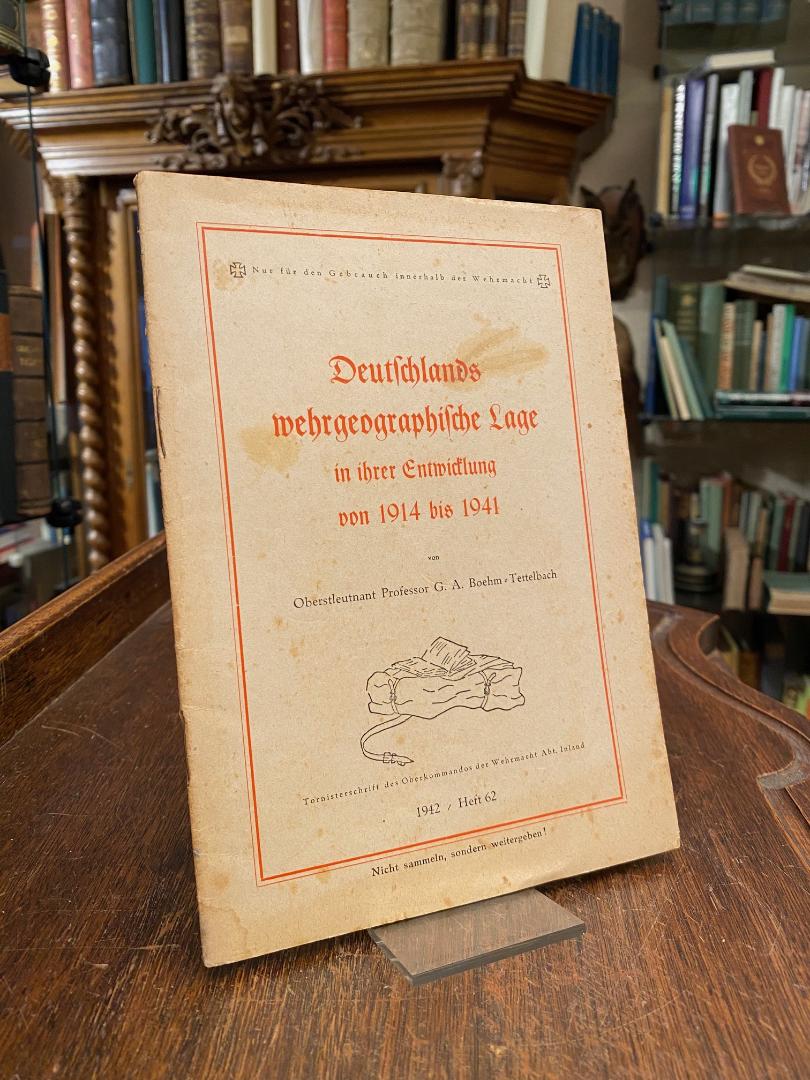 Nur für den Gebrauch innerhalb der Wehrmacht
Deutſchlands
wehrgeographiſche Lage
in ihrer Entwicklung
von 1914 bis 1941
von
Oberstleutnant Professor G. A. Boehm-Tettelbach
Tornisterschrift des Oberkommandos der Wehrmacht Abt. Inland
1942 / Heft 62
Nicht sammeln, sondern weitergeben!